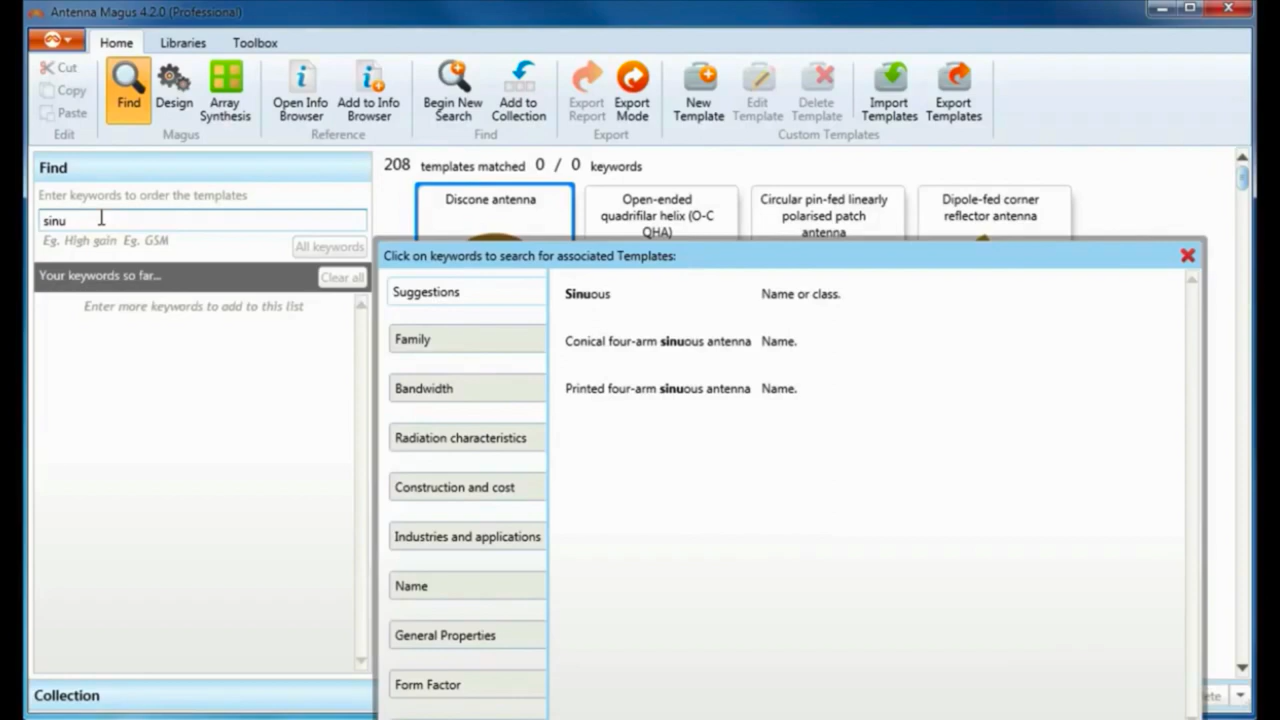 Antenna Magus 4.2.0 (Professional)
Home
Libraries
Toolbox
Cut
Copy
Paste
Edit
Find
Design
Array
Synthesis
Magus
Open Info
Browser
Add to Info
Browser
Reference
Begin New
Search
Add to
Collection
Find
Export
Report
Export
Mode
Export
New
Template
Edit
Template
Delete
Template
Import
Templates
Export
Templates
Custom Templates
Find
Enter keywords to order the templates
sinu
Eg. High gain Eg. GSM
All keywords
Your keywords so far...
Clear all
Enter more keywords to add to this list
Collection
208 templates matched 0 / 0 keywords
Discone antenna
Open-ended
quadrifilar helix (O-C
QHA)
Circular pin-fed linearly
polarised patch
antenna
Dipole-fed corner
reflector antenna
Click on keywords to search for associated Templates:
Suggestions
Family
Bandwidth
Radiation characteristics
Construction and cost
Industries and applications
Name
General Properties
Form Factor
Sinuous Name or class.
Conical four-arm sinuous antenna Name.
Printed four-arm sinuous antenna Name.